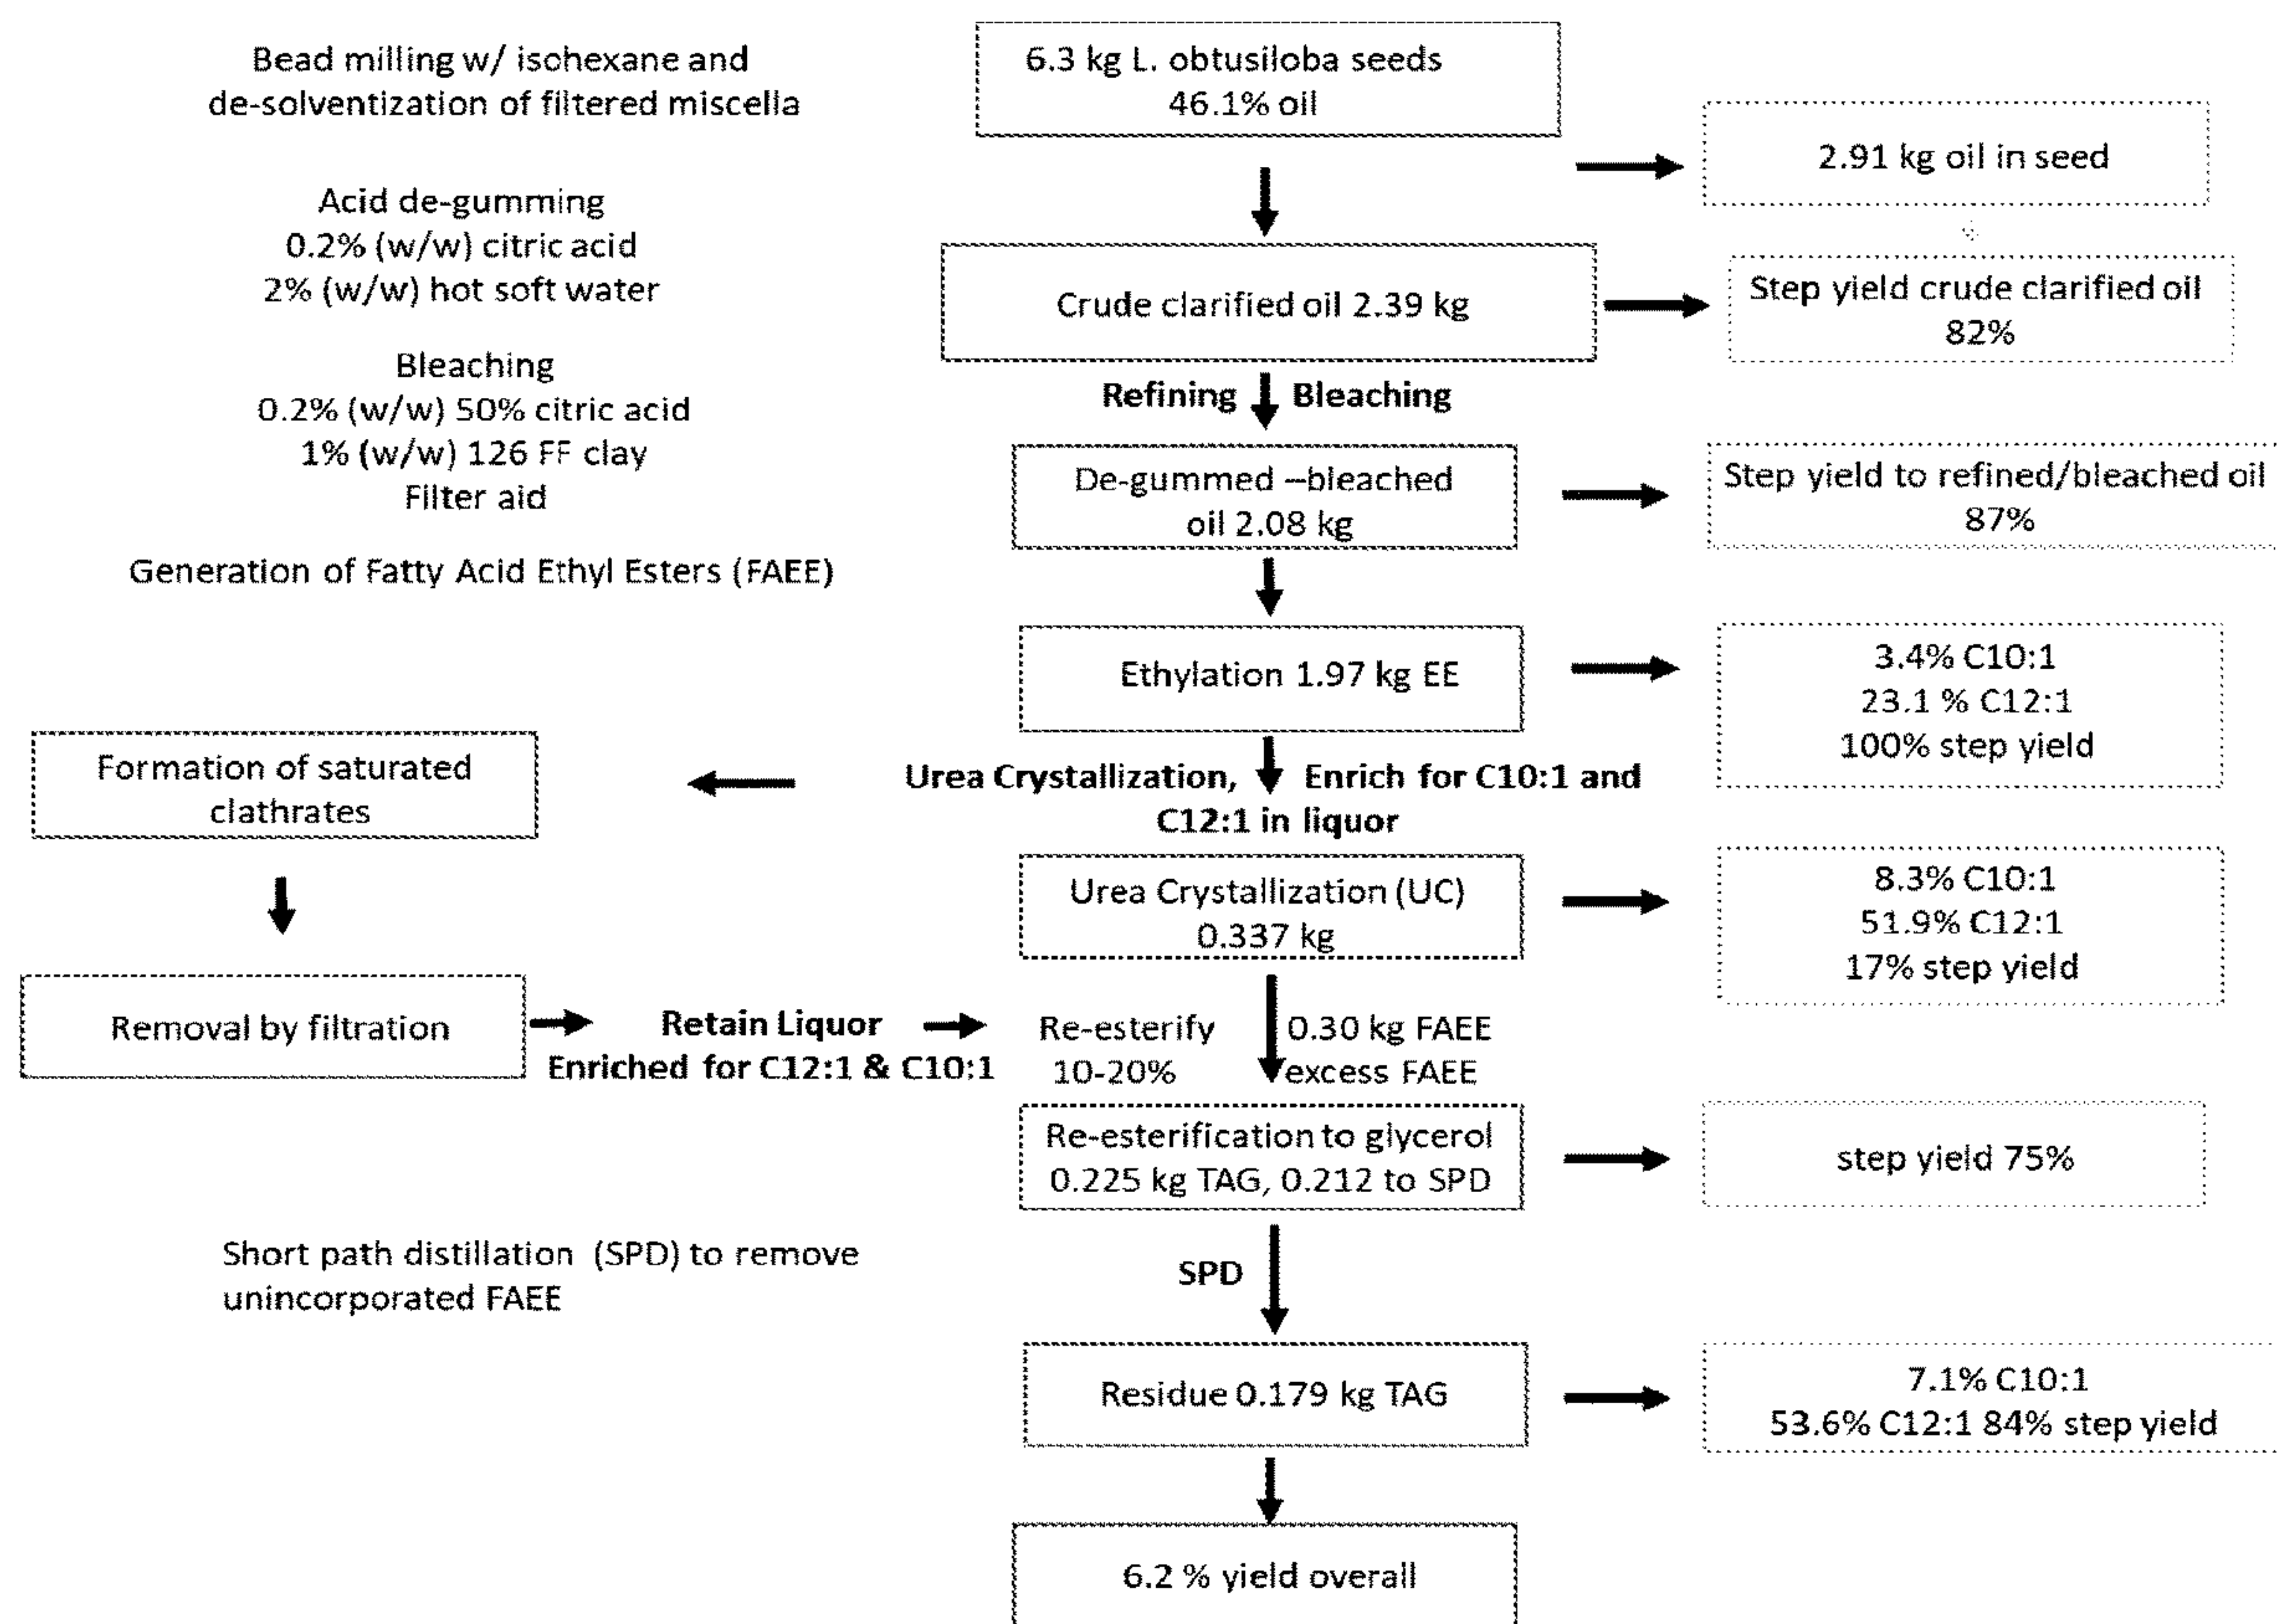 Bead milling w/ isohexane and
de-solventization of filtered miscella
Acid de-gumming
0.2% (w/w) citric acid
2% (w/w) hot soft water
Bleaching
0.2% (w/w) 50% citric acid
1% (w/w) 126 FF clay
Filter aid
Generation of Fatty Acid Ethyl Esters (FAEE)
6.3 kg L. obtusiloba seeds
46.1% oil
2.91 kg oil in seed
Crude clarified oil 2.39 kg
Step yield crude clarified oil
82%
Refining Bleaching
De-gummed –bleached
oil 2.08 kg
Step yield to refined/bleached oil
87%
Ethylation 1.97 kg EE
3.4% C10:1
23.1 % C12:1
100% step yield
Urea Crystallization, Enrich for C10:1 and
C12:1 in liquor
Formation of saturated
clathrates
Removal by filtration
Retain Liquor
Enriched for C12:1 & C10:1
Urea Crystallization (UC)
0.337 kg
8.3% C10:1
51.9% C12:1
17% step yield
Re-esterify 0.30 kg FAEE
10-20% excess FAEE
Re-esterification to glycerol
0.225 kg TAG, 0.212 to SPD
step yield 75%
Short path distillation (SPD) to remove
unincorporated FAEE
SPD
Residue 0.179 kg TAG
7.1% C10:1
53.6% C12:1 84% step yield
6.2 % yield overall